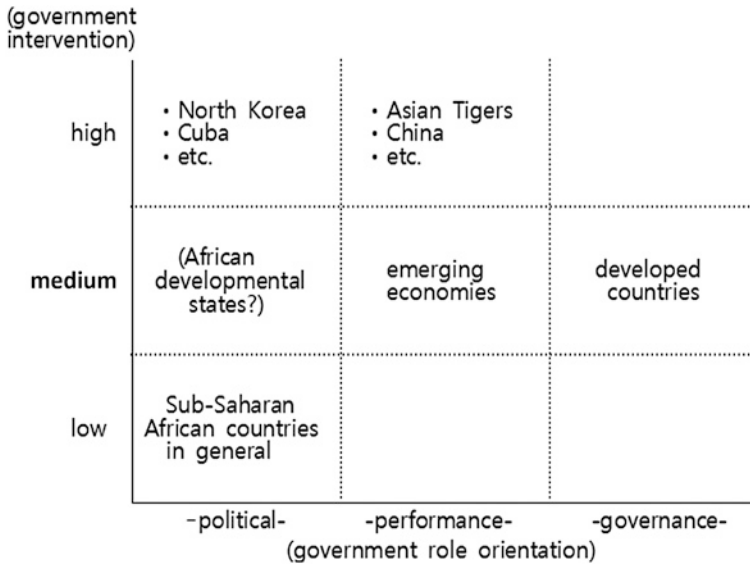 (government
intervention)
high
• North Korea
• Cuba
• etc.
• Asian Tigers
• China
• etc.
medium
(African
developmental
states?)
emerging
economies
developed
countries
low
Sub-Saharan
African countries
in general
-political-
-performance-
-governance-
(government role orientation)